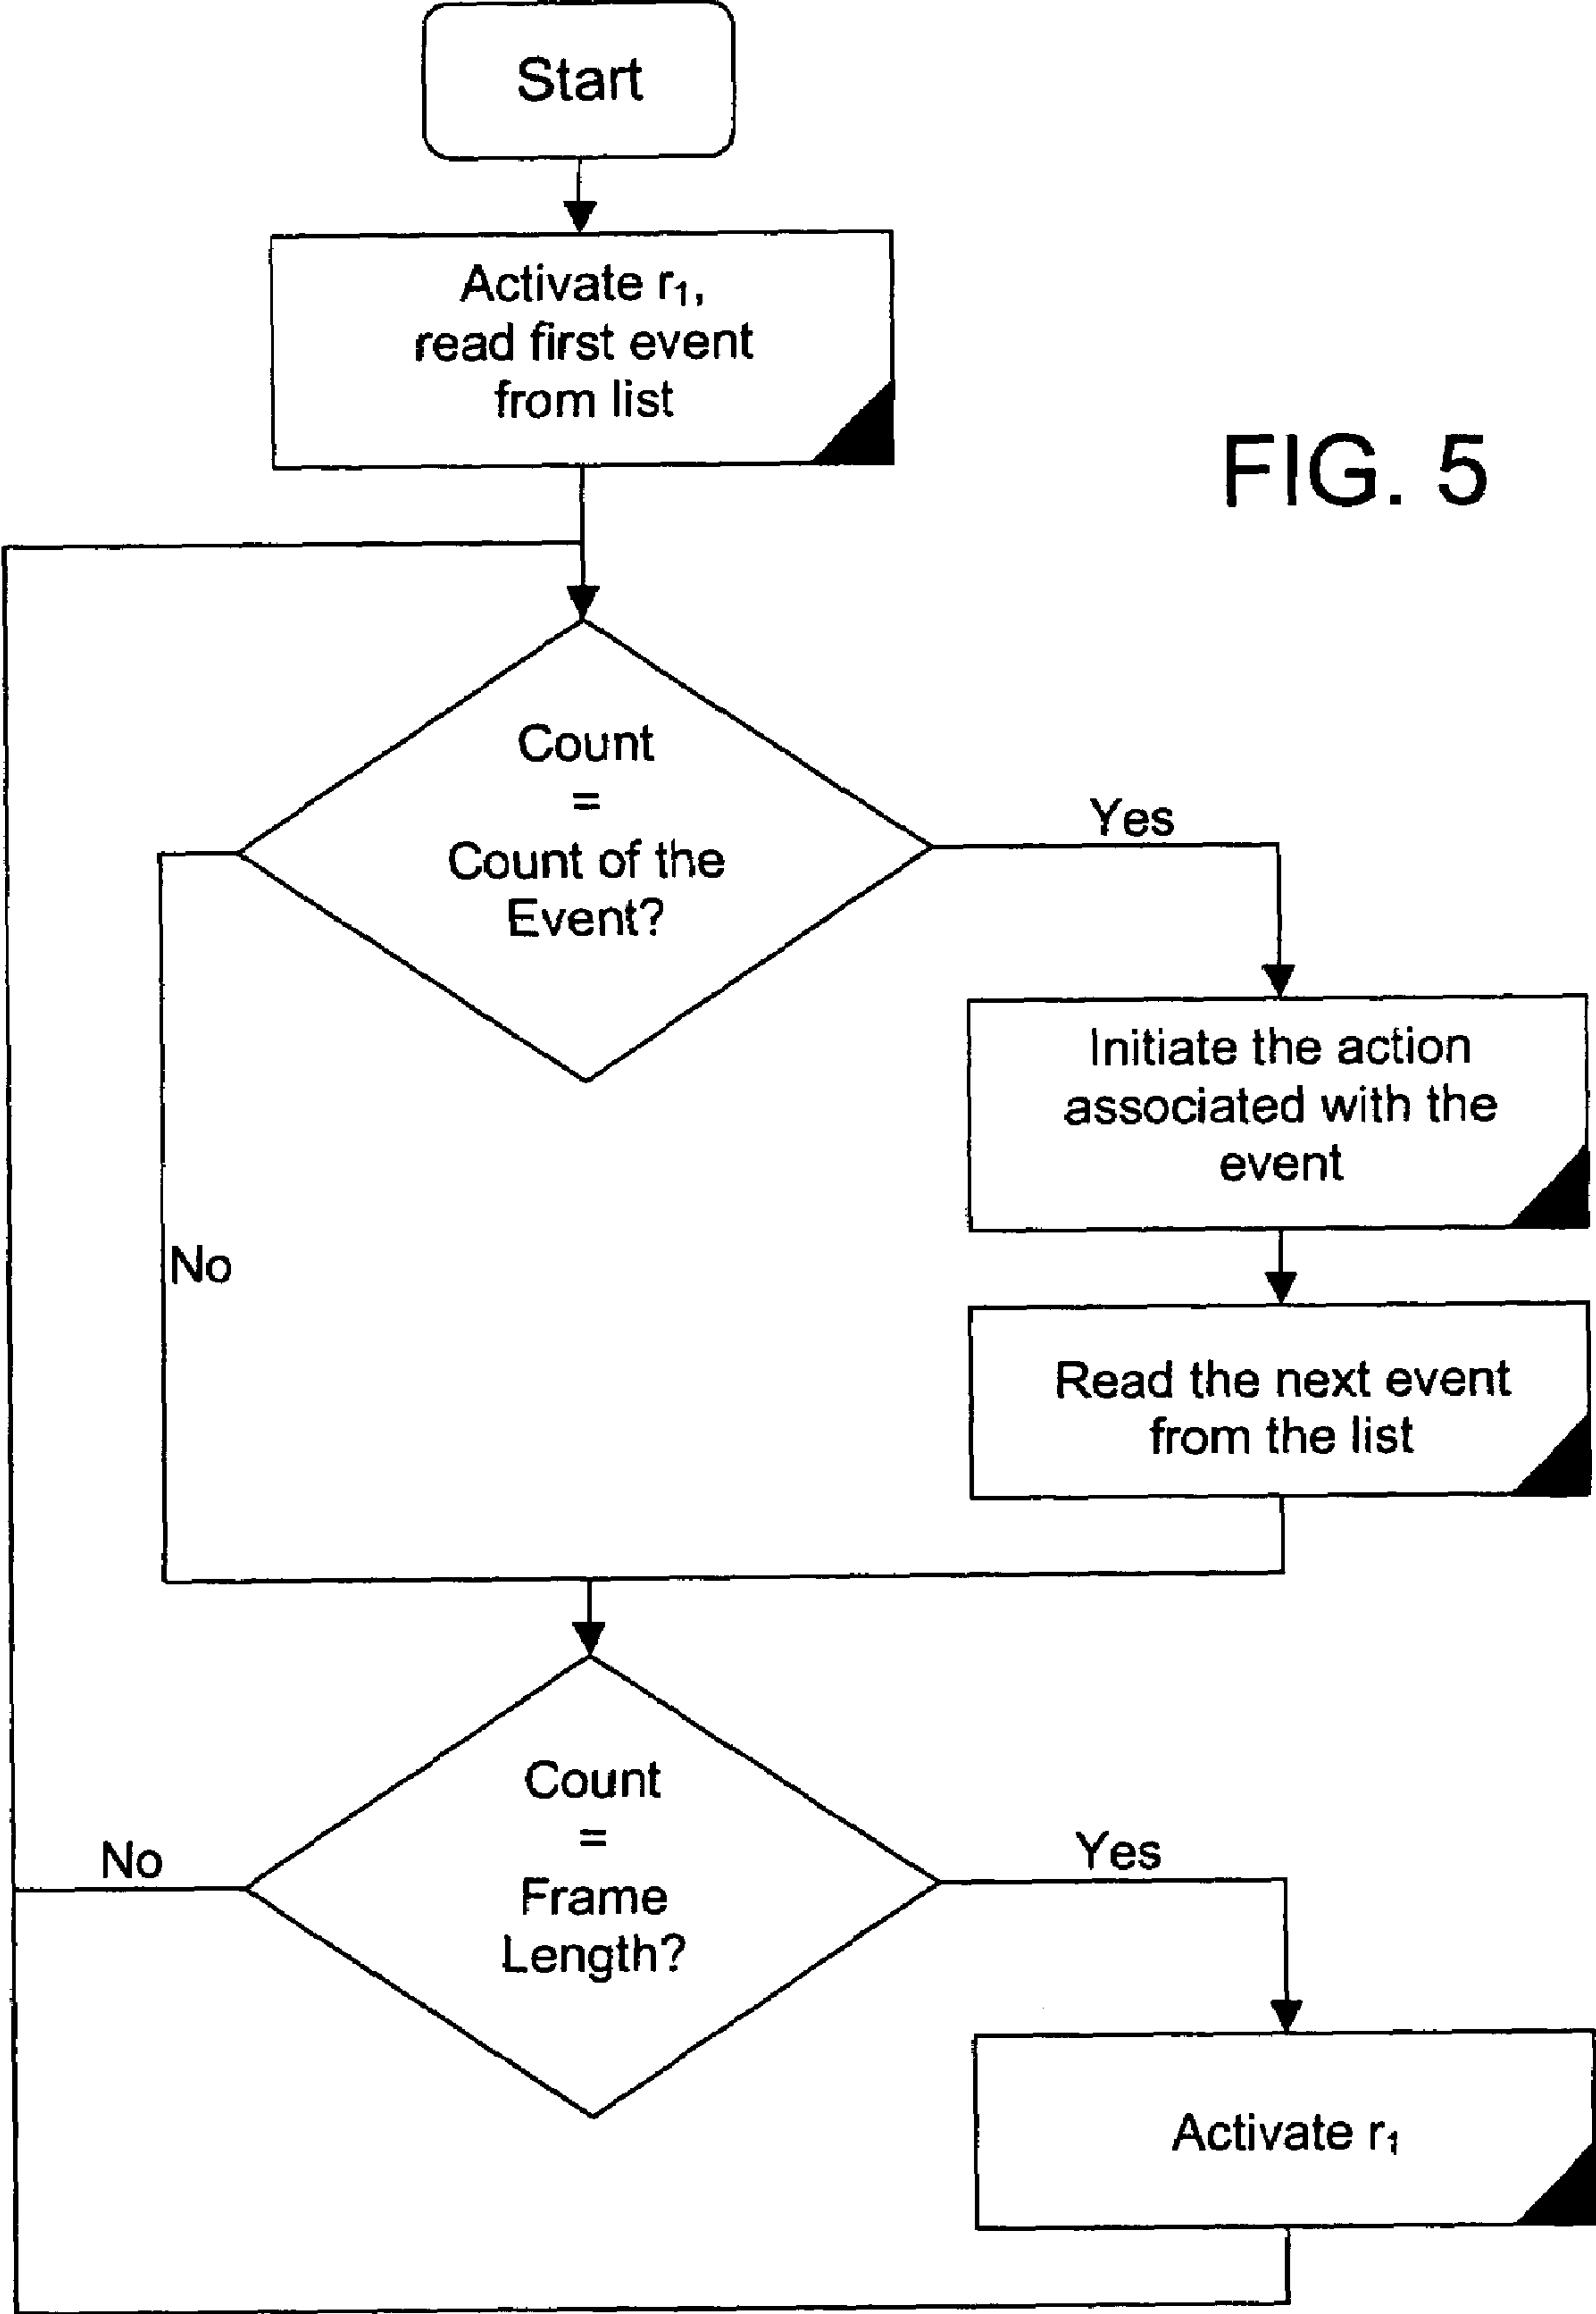 Start
Activate r₁,
read first event
from list
FIG. 5
Count
=
Count of the
Event?
Yes
Initiate the action
associated with the
event
No
Read the next event
from the list
Count
=
Frame
Length?
No
Yes
Activate r₁